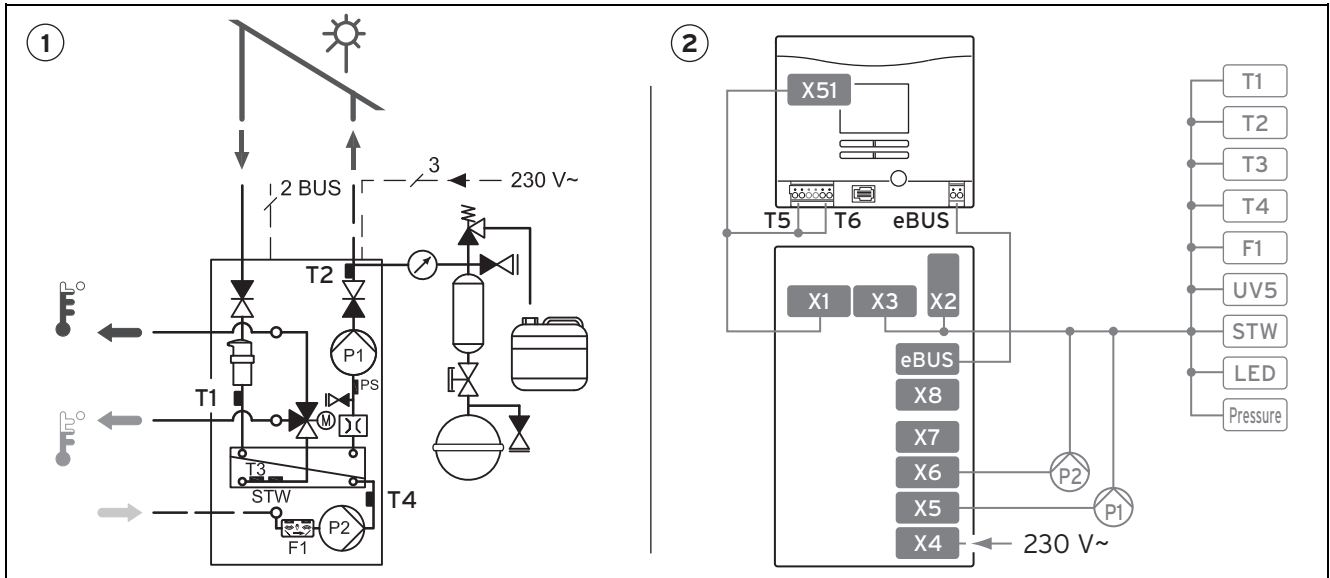 1
2 BUS
3
230 V~
T2
P1
PS
T1
M
T3
STW
T4
P2
F1
2
X51
T5
T6
eBUS
X1
X3
X2
eBUS
X8
X7
X6
X5
X4
230 V~
P2
P1
T1
T2
T3
T4
F1
UV5
STW
LED
Pressure